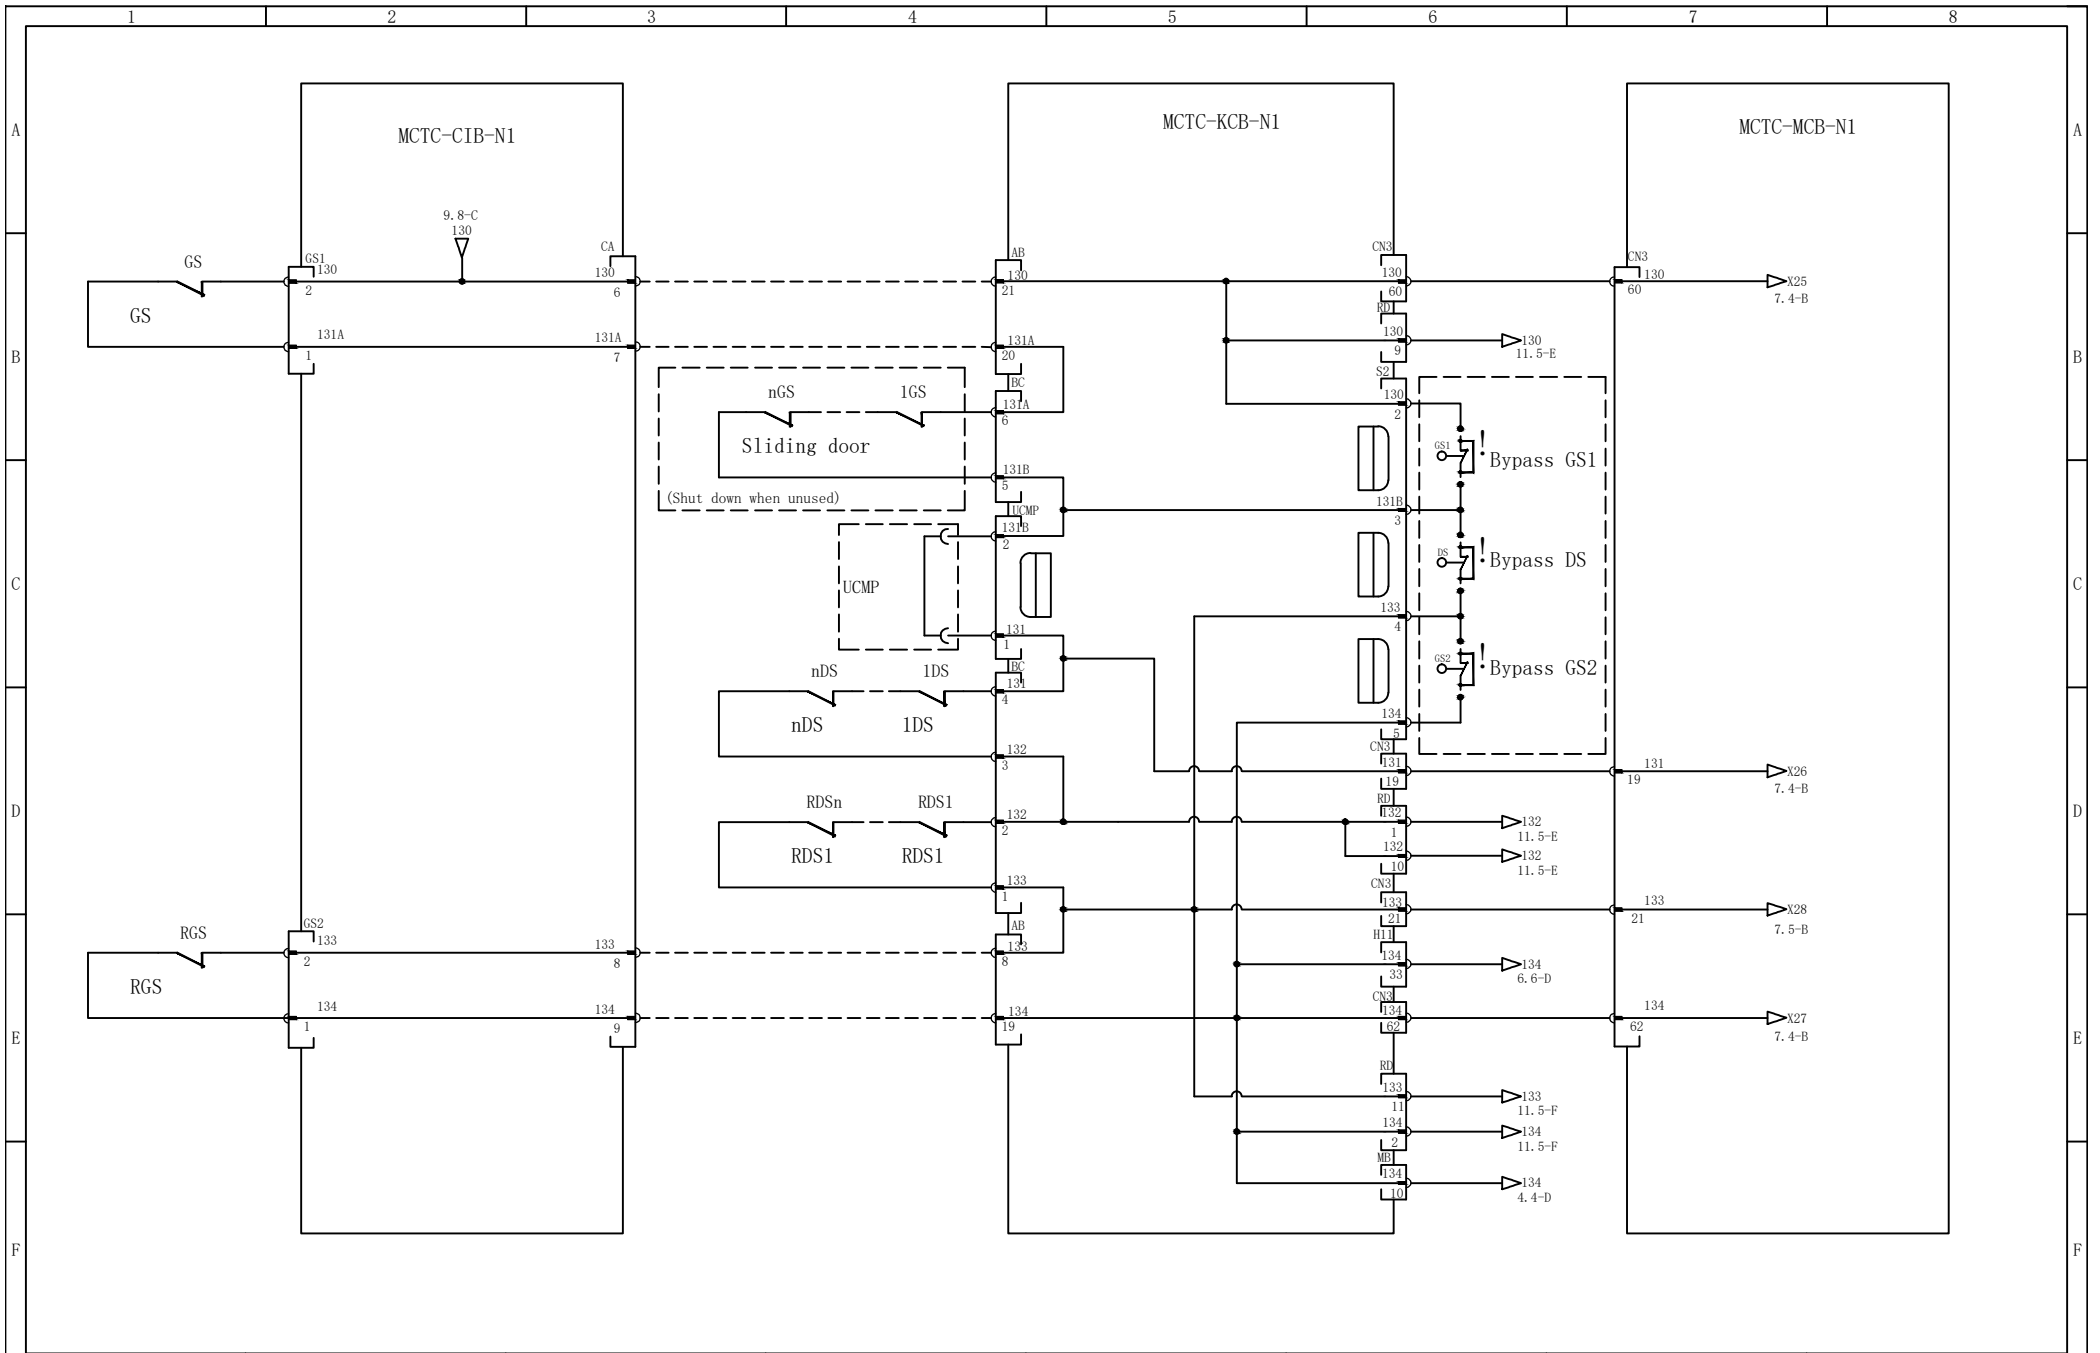 1 2 3 4 5 6 7 8
A A
MCTC-CIB-N1 MCTC-KCB-N1 MCTC-MCB-N1
9.8-C
130
GS GS1 CA AB CN3 CN3
130 130 130 130 130
2 6 21 60 60
X25
7.4-B
GS
RD
131A 131A 131A 130
1 7 20 9
130
11.5-E
B B
BC S2
nGS 1GS 131A 130
6 2
Sliding door
GS1 ! Bypass GS1
131B
5
(Shut down when unused)
131B
3
UCMP
131B
2
DS ! Bypass DS
C C
UCMP
133
4
131
1
GS2 ! Bypass GS2
BC
nDS 1DS 131
4
nDS 1DS
134
5
CN3
132
3
131 131
19 19
X26
7.4-B
RD
RDSn RDS1 132 132
2 1
132
11.5-E
D D
RDS1 RDS1
132
10
132
11.5-E
133
1
CN3
133 133
21 21
X28
7.5-B
RGS GS2 AB H11
133 133 133
2 8 8
134
33
134
6.6-D
RGS
CN3
134 134 134 134 134
1 9 19 62 62
X27
7.4-B
E E
RD
133
11
133
11.5-F
134
2
134
11.5-F
MB
134
10
134
4.4-D
F F